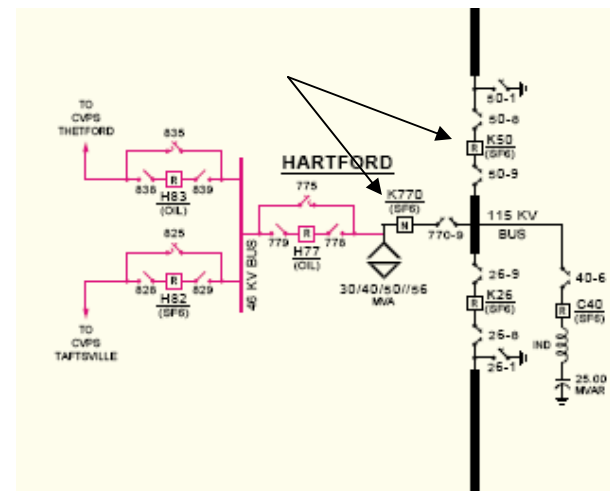 50-1
TO
CVPS
THETFORD
835
50-8
K50
(SF6)
838
R
839
H83
(OIL)
HARTFORD
775
K770
(SF6)
50-9
R
N
115 KV
BUS
779
R
778
H77
(OIL)
770-9
825
46 KV BUS
26-9
40-6
828
R
829
H82
(SF6)
30/40/50//56
MVA
R
K26
(SF6)
R
C40
(SF6)
TO
CVPS
TAFTSVILLE
26-8
IND
26-1
25.00
MVAR